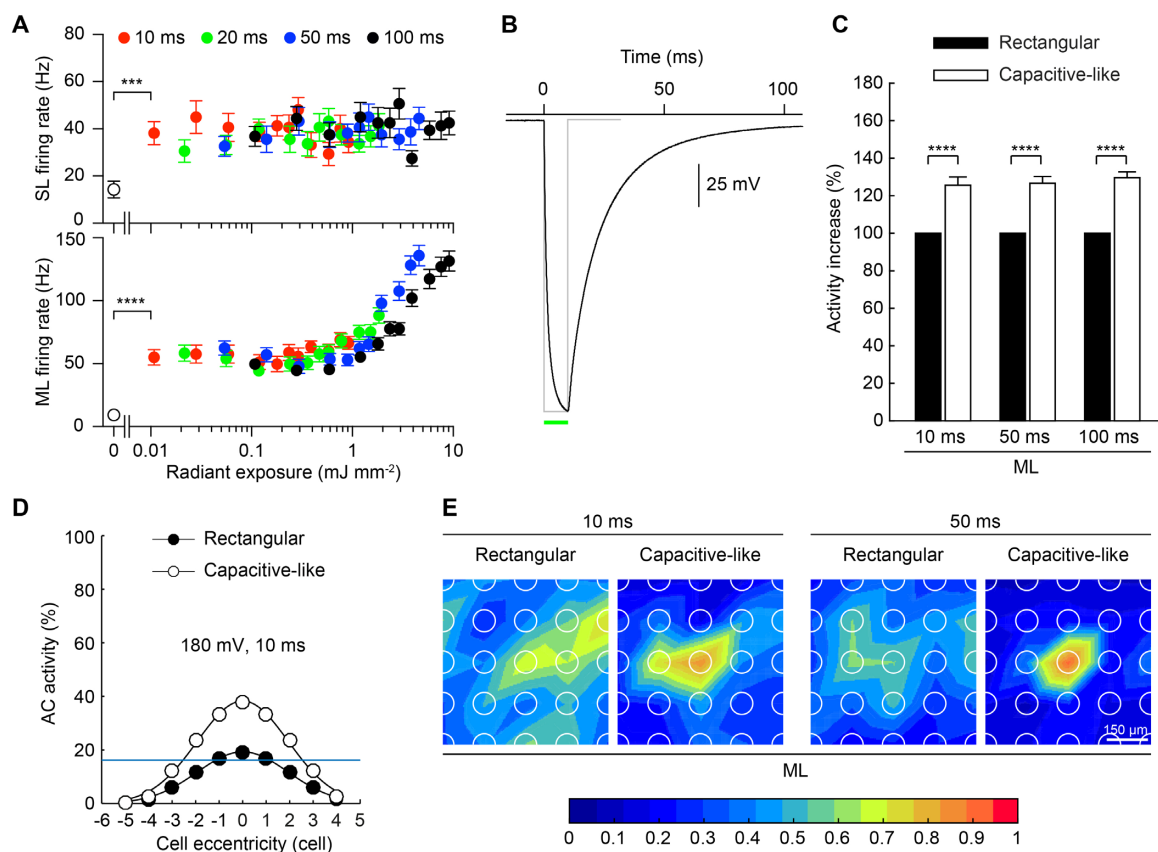 A
10 ms 20 ms 50 ms 100 ms
SL firing rate (Hz)
80
60
40
20
0
***
ML firing rate (Hz)
150
100
50
0
****
0 0.01 0.1 1 10
Radiant exposure (mJ mm-2)
B
Time (ms)
0 50 100
25 mV
C
Rectangular
Capacitive-like
Activity increase (%)
180
160
140
120
100
80
60
40
20
0
**** **** ****
10 ms 50 ms 100 ms
ML
D
Rectangular
Capacitive-like
180 mV, 10 ms
AC activity (%)
100
80
60
40
20
0
-6 -5 -4 -3 -2 -1 0 1 2 3 4 5
Cell eccentricity (cell)
E
10 ms 50 ms
Rectangular Capacitive-like Rectangular Capacitive-like
150 µm
ML
0 0.1 0.2 0.3 0.4 0.5 0.6 0.7 0.8 0.9 1